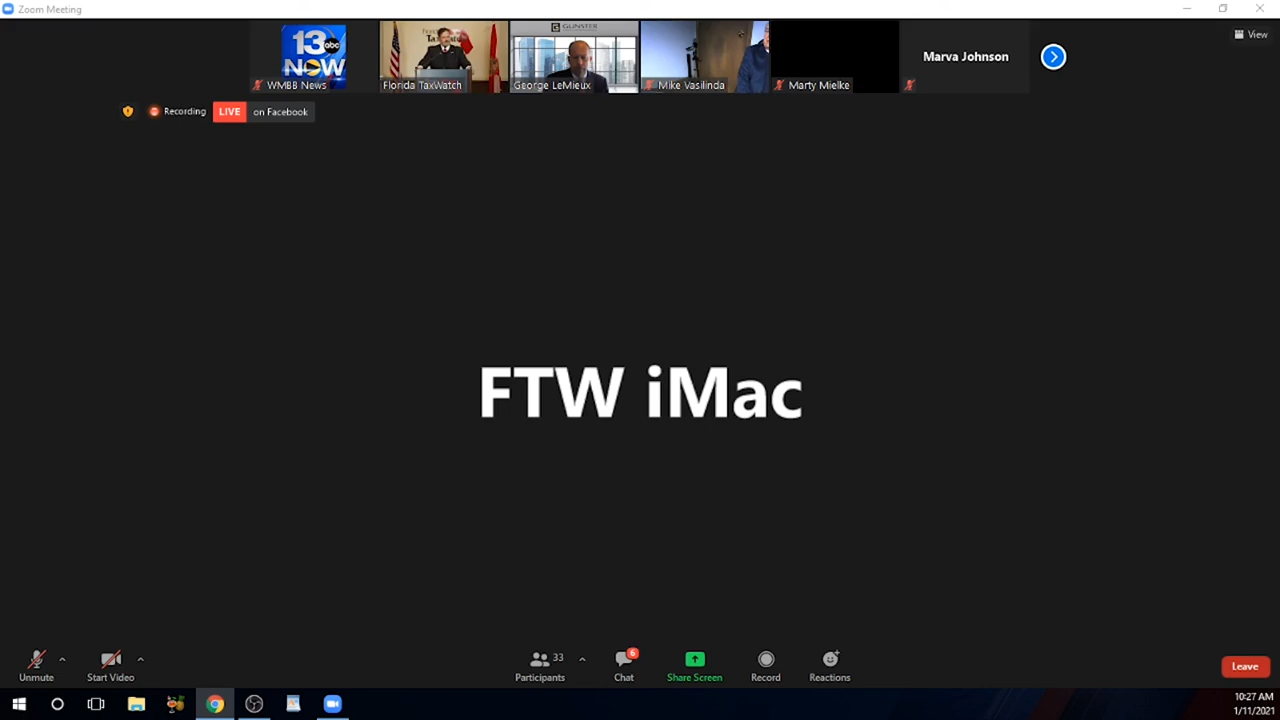 Zoom Meeting
View
13
abc
NOW
WMBB News
Florida TaxWatch
GUNSTER
George LeMieux
Mike Vasilinda
Marty Mielke
Marva Johnson
Recording
LIVE
on Facebook
FTW iMac
Unmute
Start Video
33
Participants
6
Chat
Share Screen
Record
Reactions
Leave
10:27 AM
1/11/2021